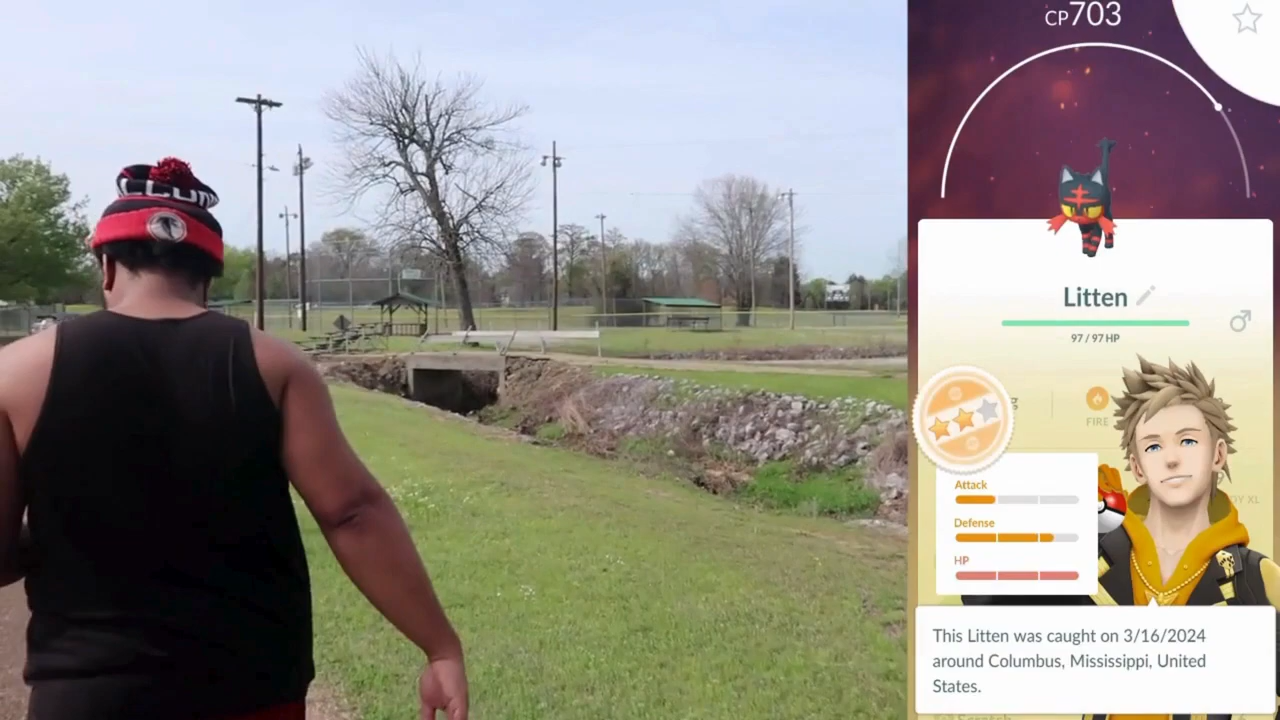 CP703
Litten
97 / 97 HP
FIRE
Attack
Defense
HP
This Litten was caught on 3/16/2024
around Columbus, Mississippi, United
States.